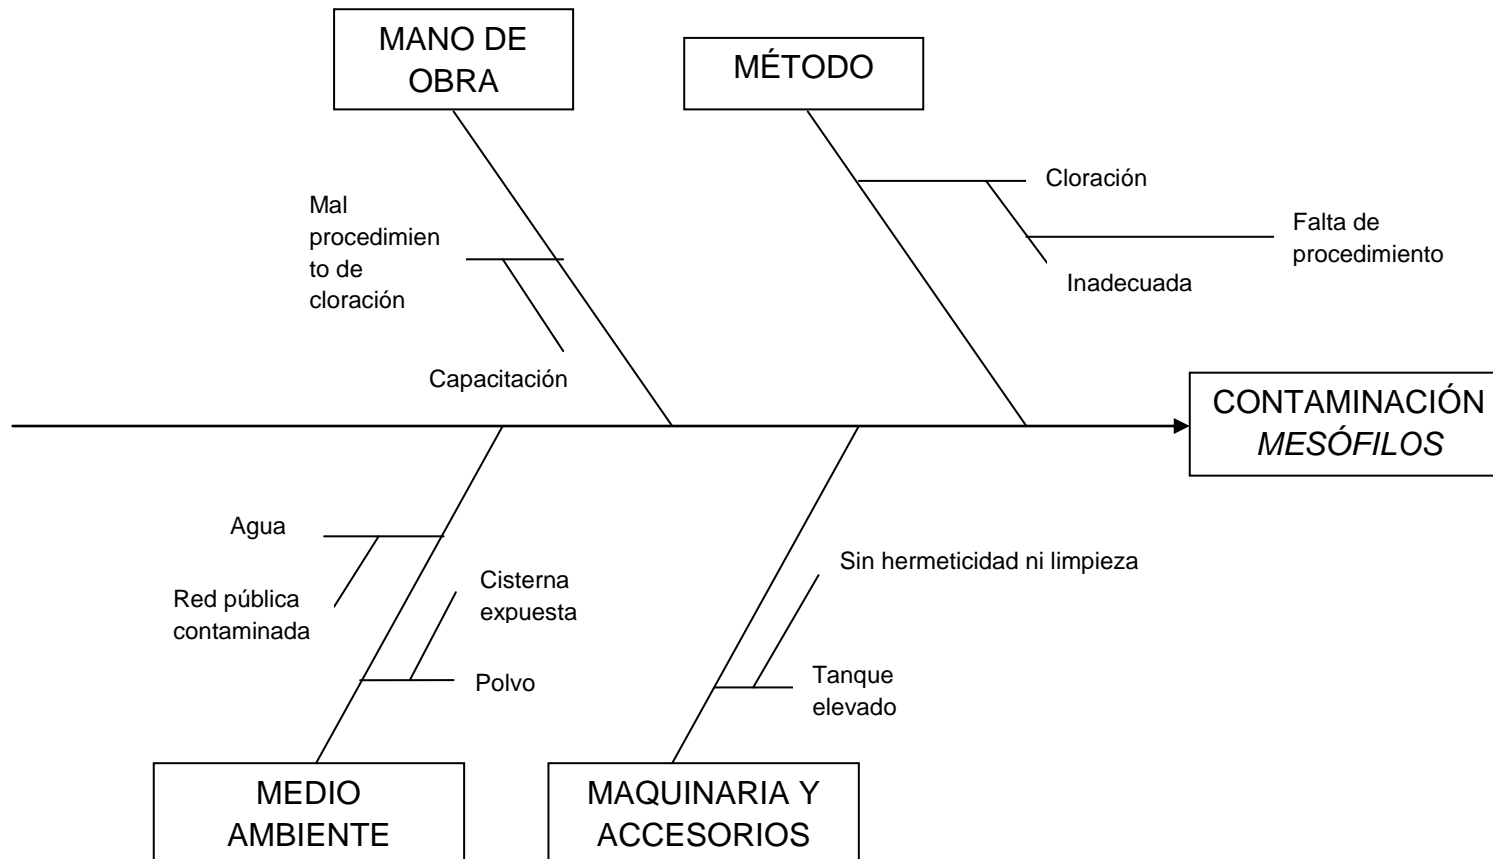 MANO DE
OBRA
MÉTODO
Cloración
Mal
procedimien
to de
cloración
Falta de
procedimiento
Inadecuada
Capacitación
CONTAMINACIÓN
MESÓFILOS
Agua
Sin hermeticidad ni limpieza
Cisterna
expuesta
Red pública
contaminada
Polvo
Tanque
elevado
MEDIO
AMBIENTE
MAQUINARIA Y
ACCESORIOS